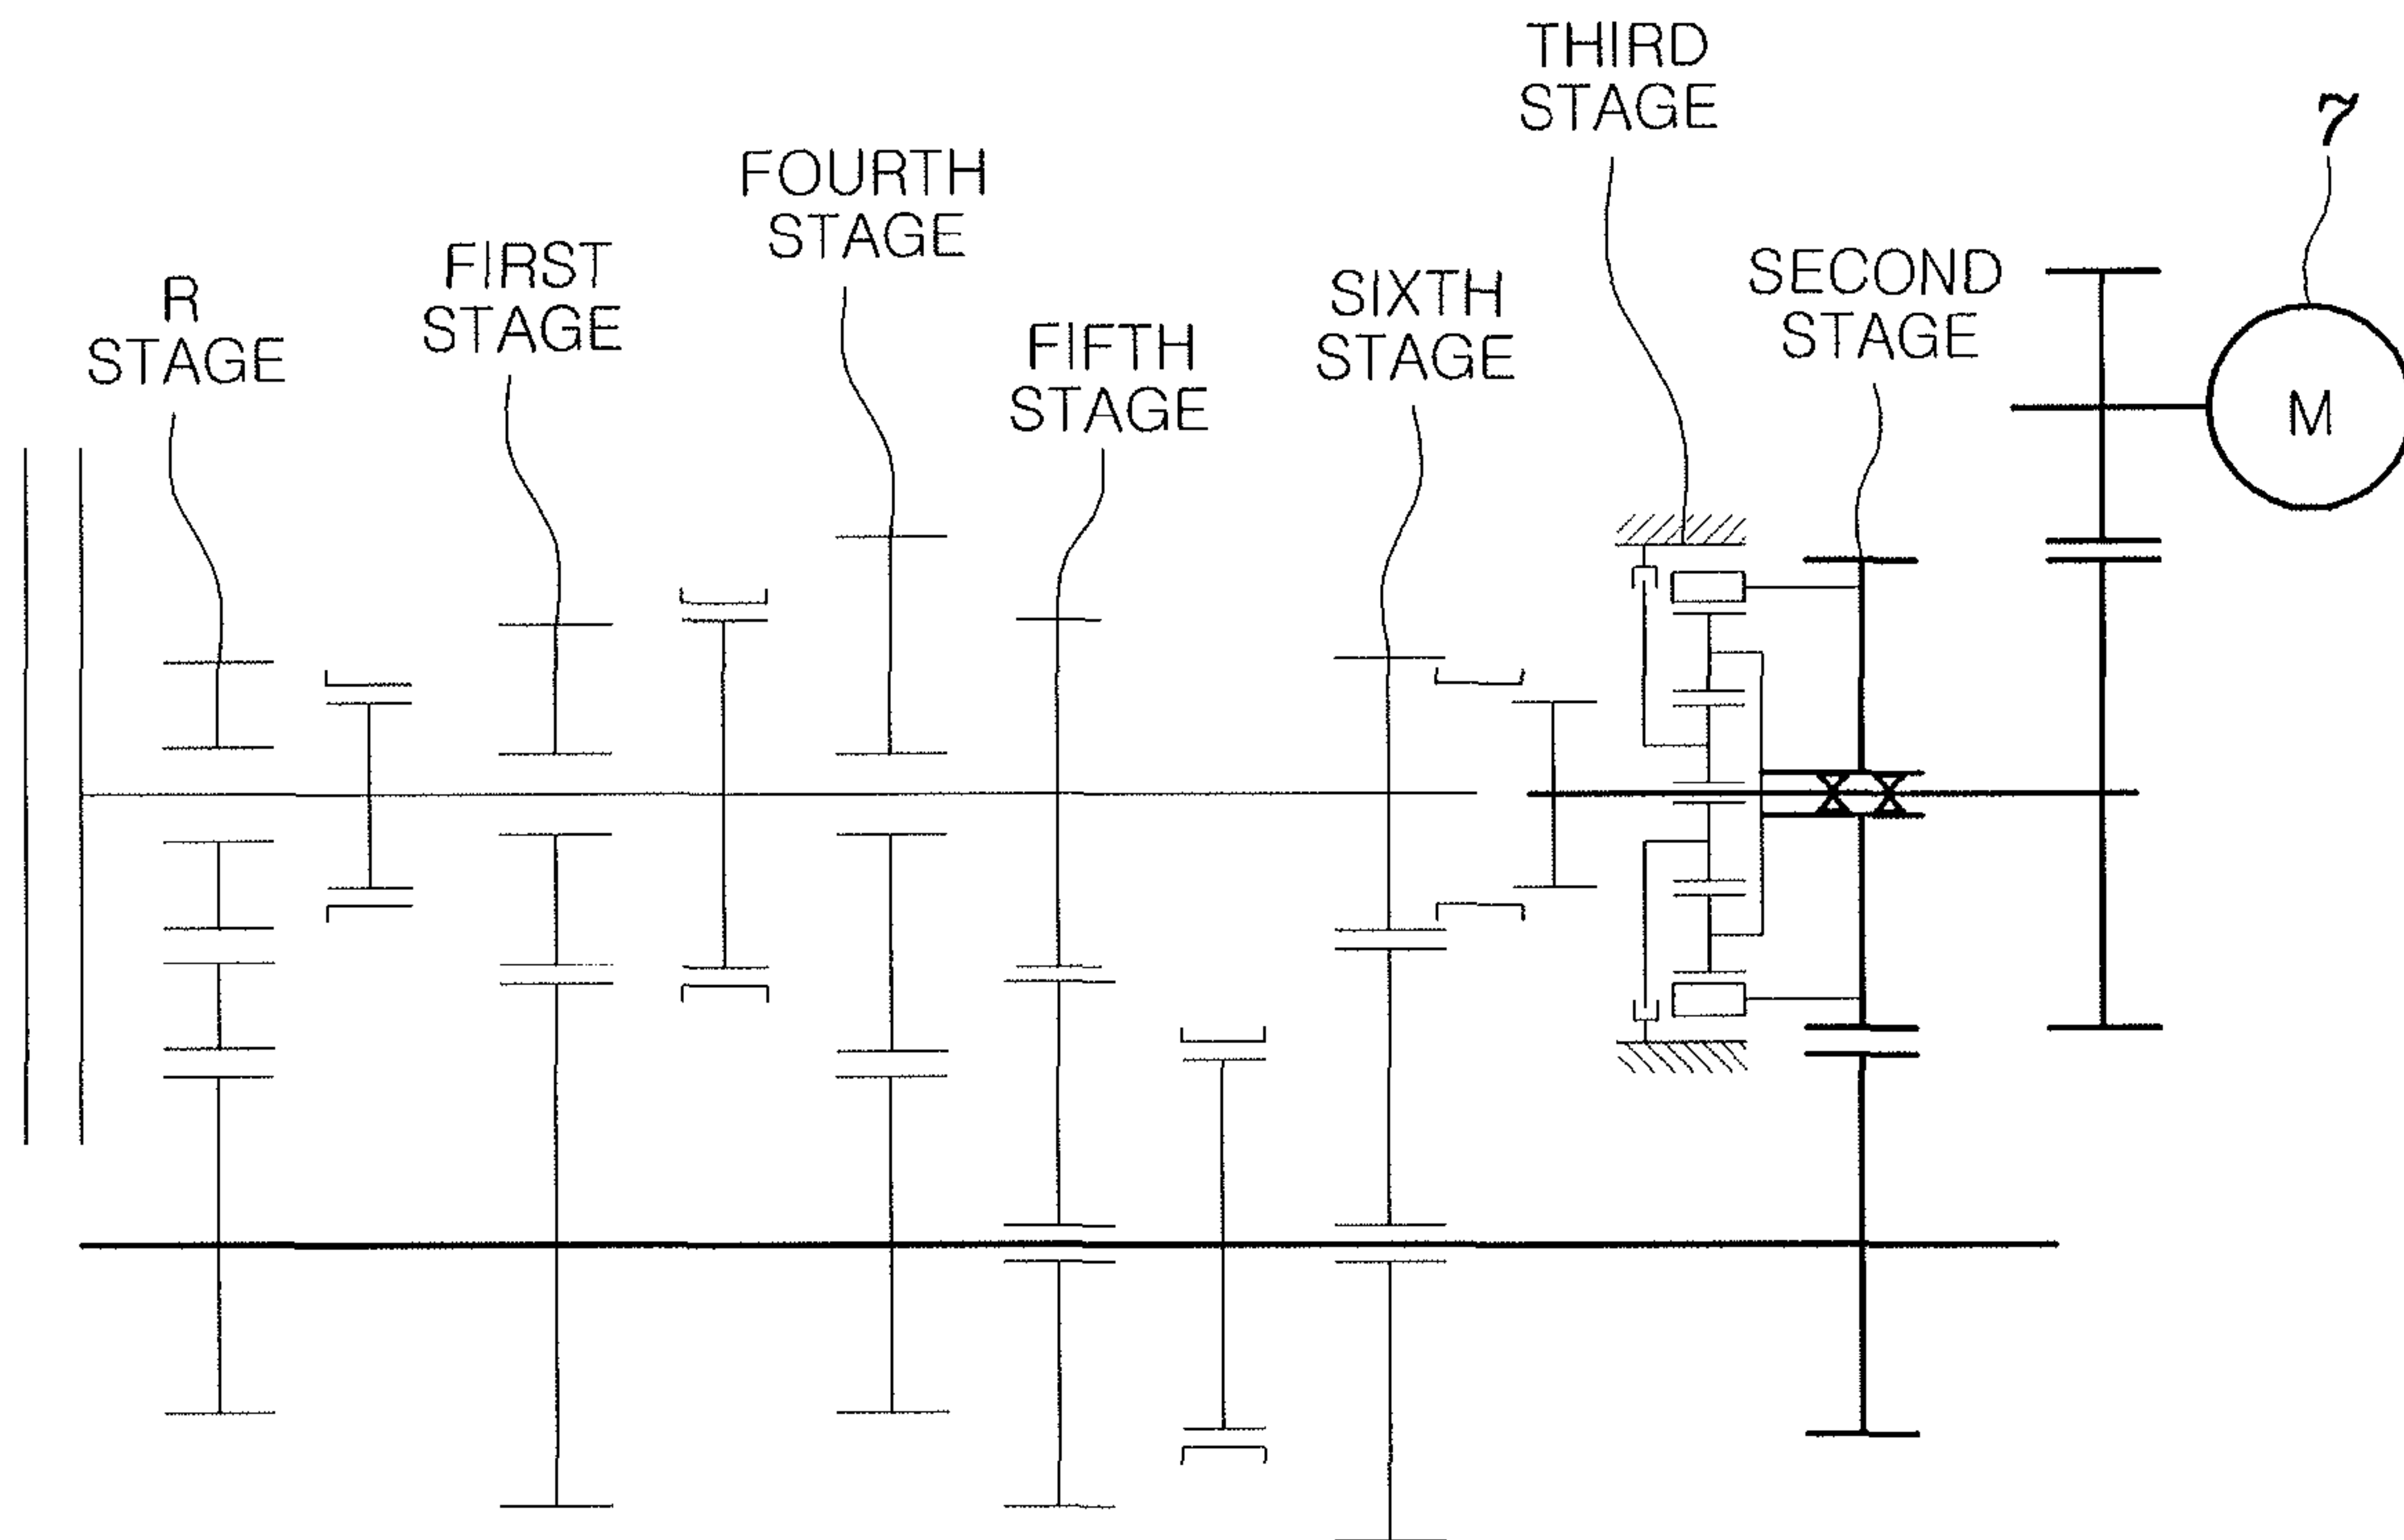 THIRD
STAGE
7
FOURTH
STAGE
FIRST
STAGE
SECOND
STAGE
R
STAGE
SIXTH
STAGE
FIFTH
STAGE
M